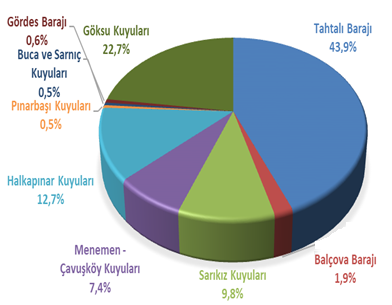 Gördes Barajı
0,6%
Buca ve Sarnıç
Kuyuları
0,5%
Pınarbaşı Kuyuları
0,5%
Halkapınar Kuyuları
12,7%
Menemen -
Çavuşköy Kuyuları
7,4%
Göksu Kuyuları
22,7%
Sarıkız Kuyuları
9,8%
Tahtalı Barajı
43,9%
Balçova Barajı
1,9%